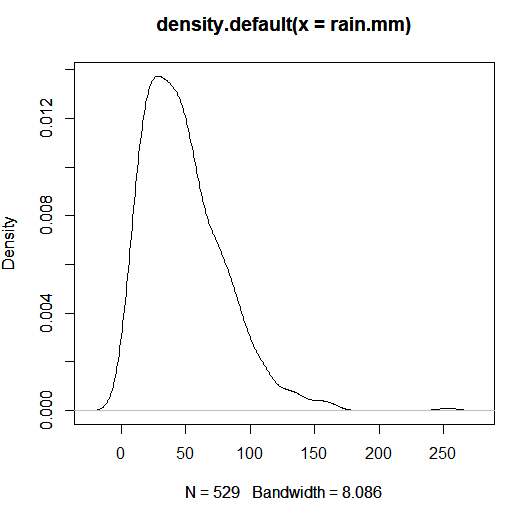 density.default(x = rain.mm)
Density
0.012
0.008
0.004
0.000
0 50 100 150 200 250
N = 529 Bandwidth = 8.086